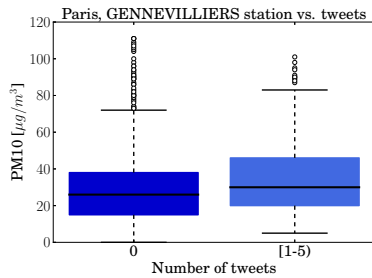 Paris, GENNEVILLIERS station vs. tweets
PM10 [µg/m³]
120
100
80
60
40
20
0
0 [1-5)
Number of tweets